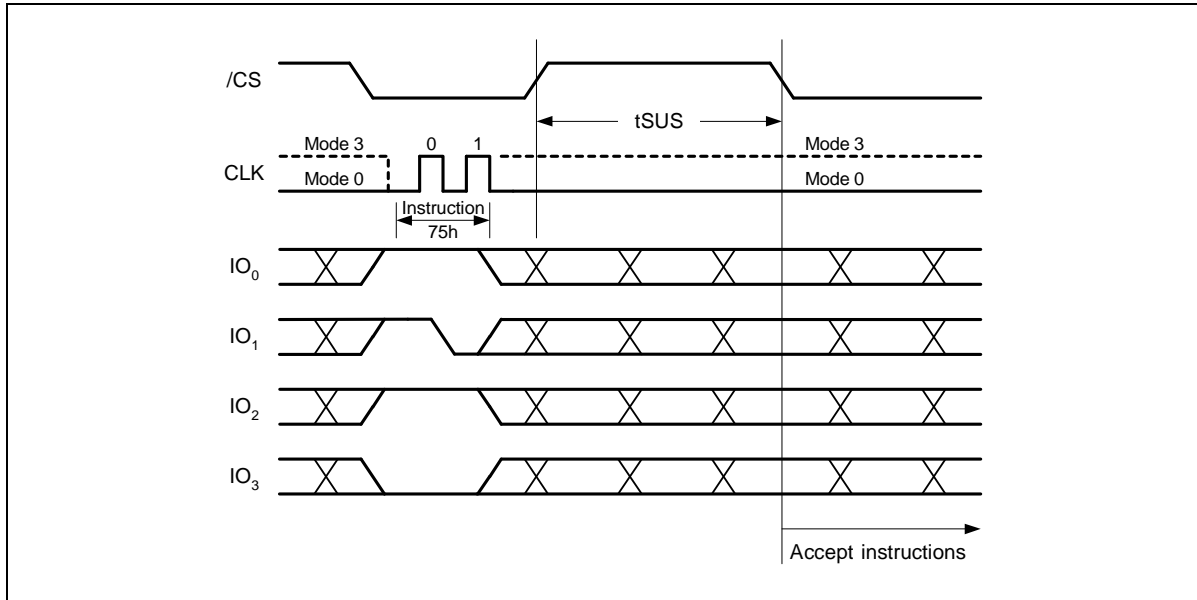 /CS
tSUS
Mode 3 0 1 Mode 3
CLK
Mode 0 Mode 0
Instruction
75h
IO0
IO1
IO2
IO3
Accept instructions